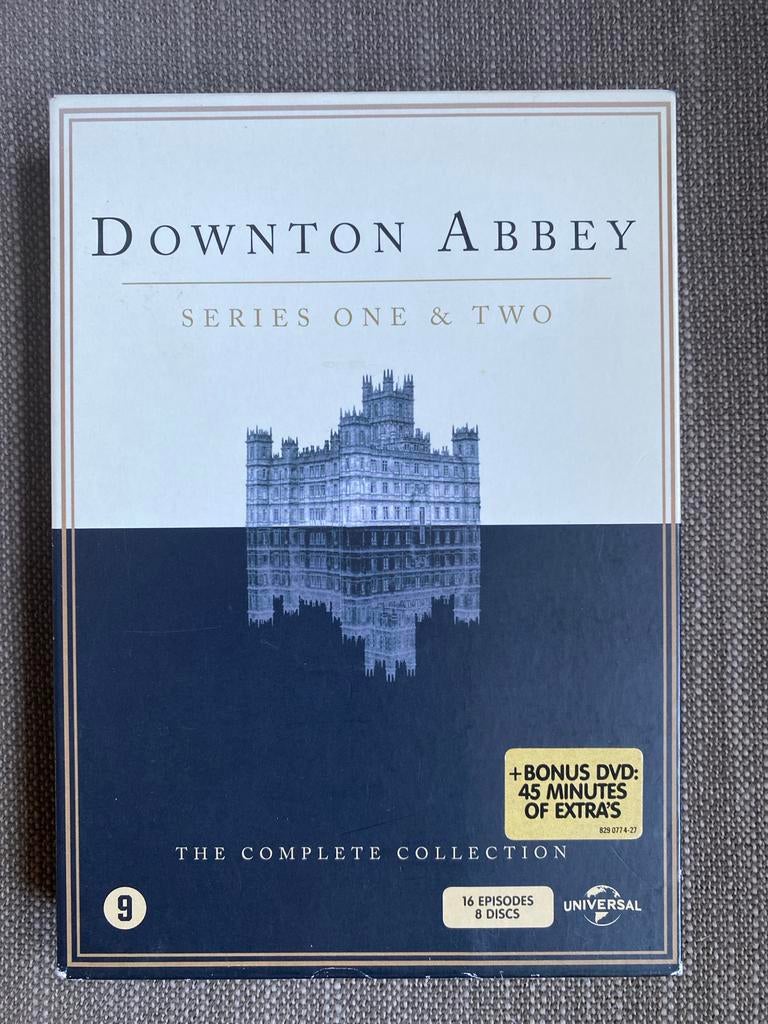 DOWNTON ABBEY
SERIES ONE & TWO
+BONUS DVD:
45 MINUTES
OF EXTRA'S
829 077 4-27
THE COMPLETE COLLECTION
9
16 EPISODES
8 DISCS
UNIVERSAL